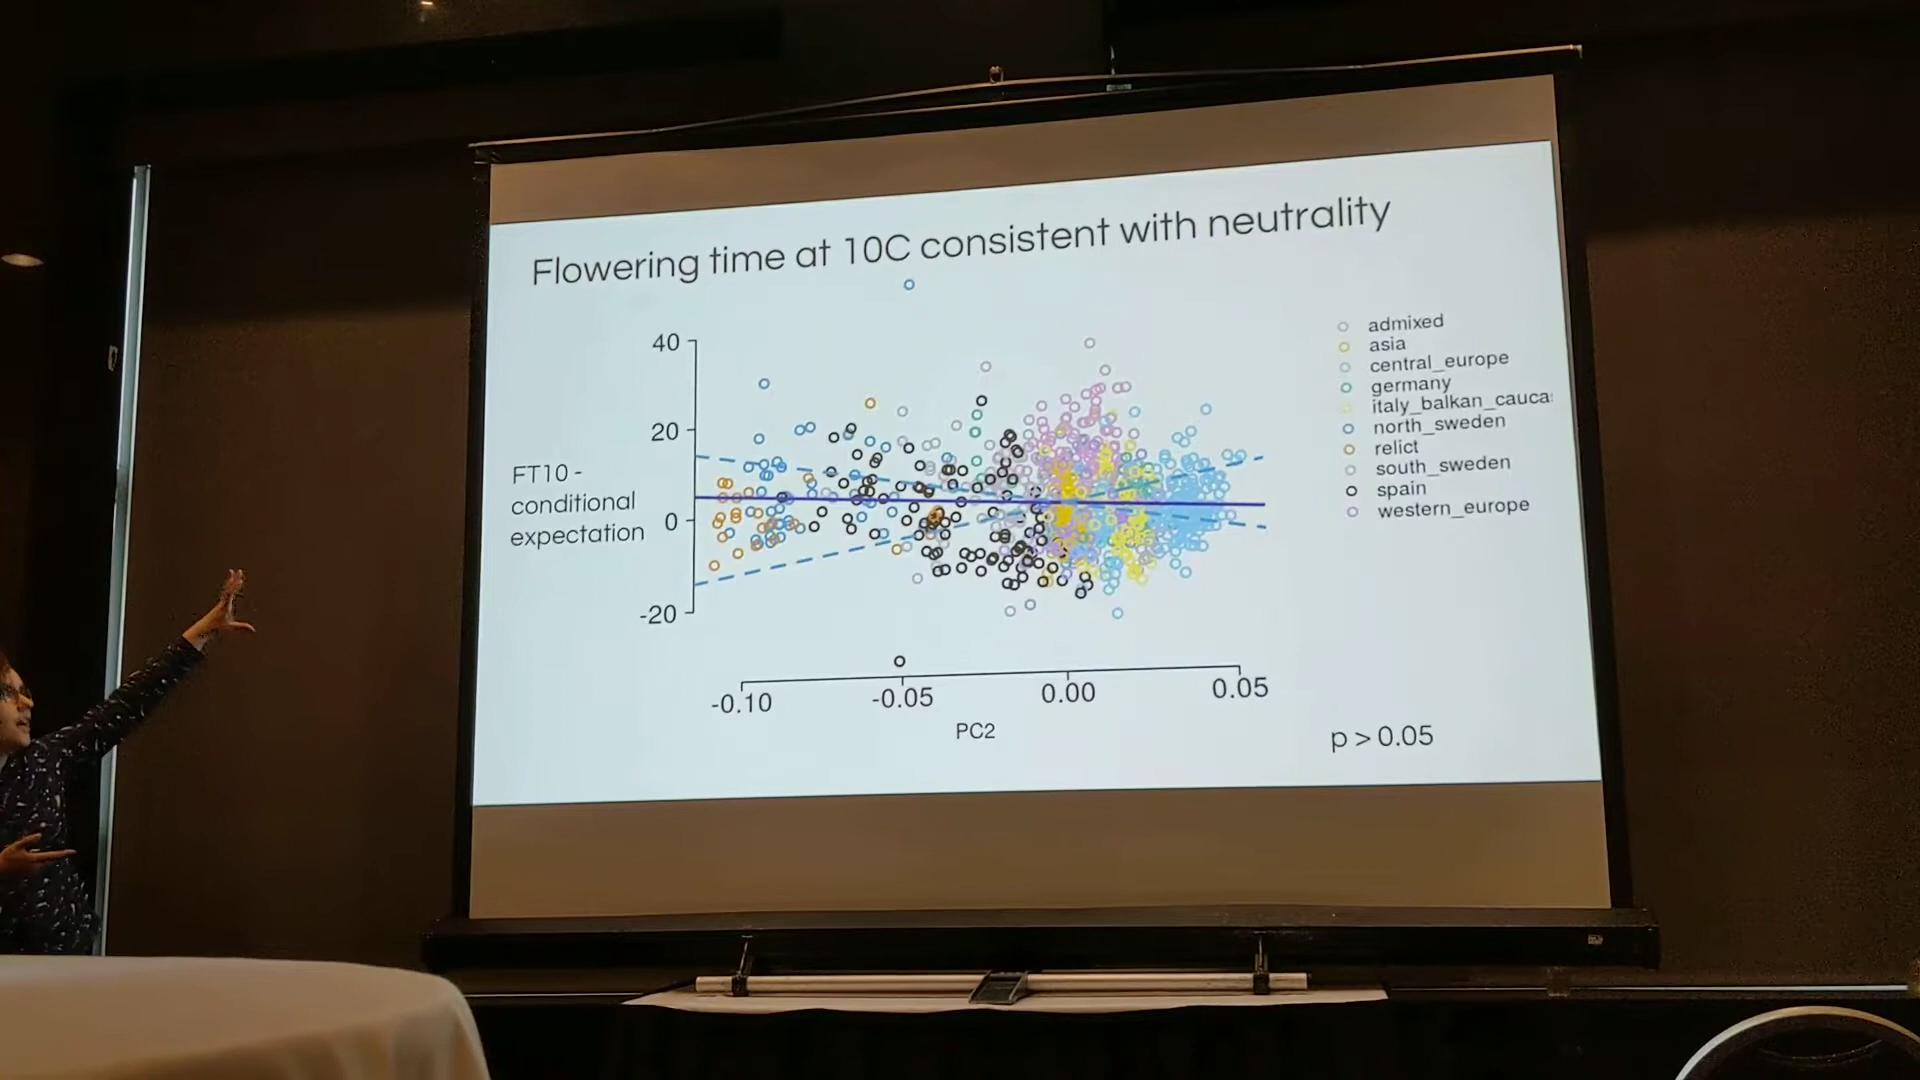 Flowering time at 10C consistent with neutrality
FT10 -
conditional
expectation
40
20
0
-20
-0.10
-0.05
0.00
0.05
PC2
admixed
asia
central_europe
germany
italy_balkan_cauca
north_sweden
relict
south_sweden
spain
western_europe
p > 0.05